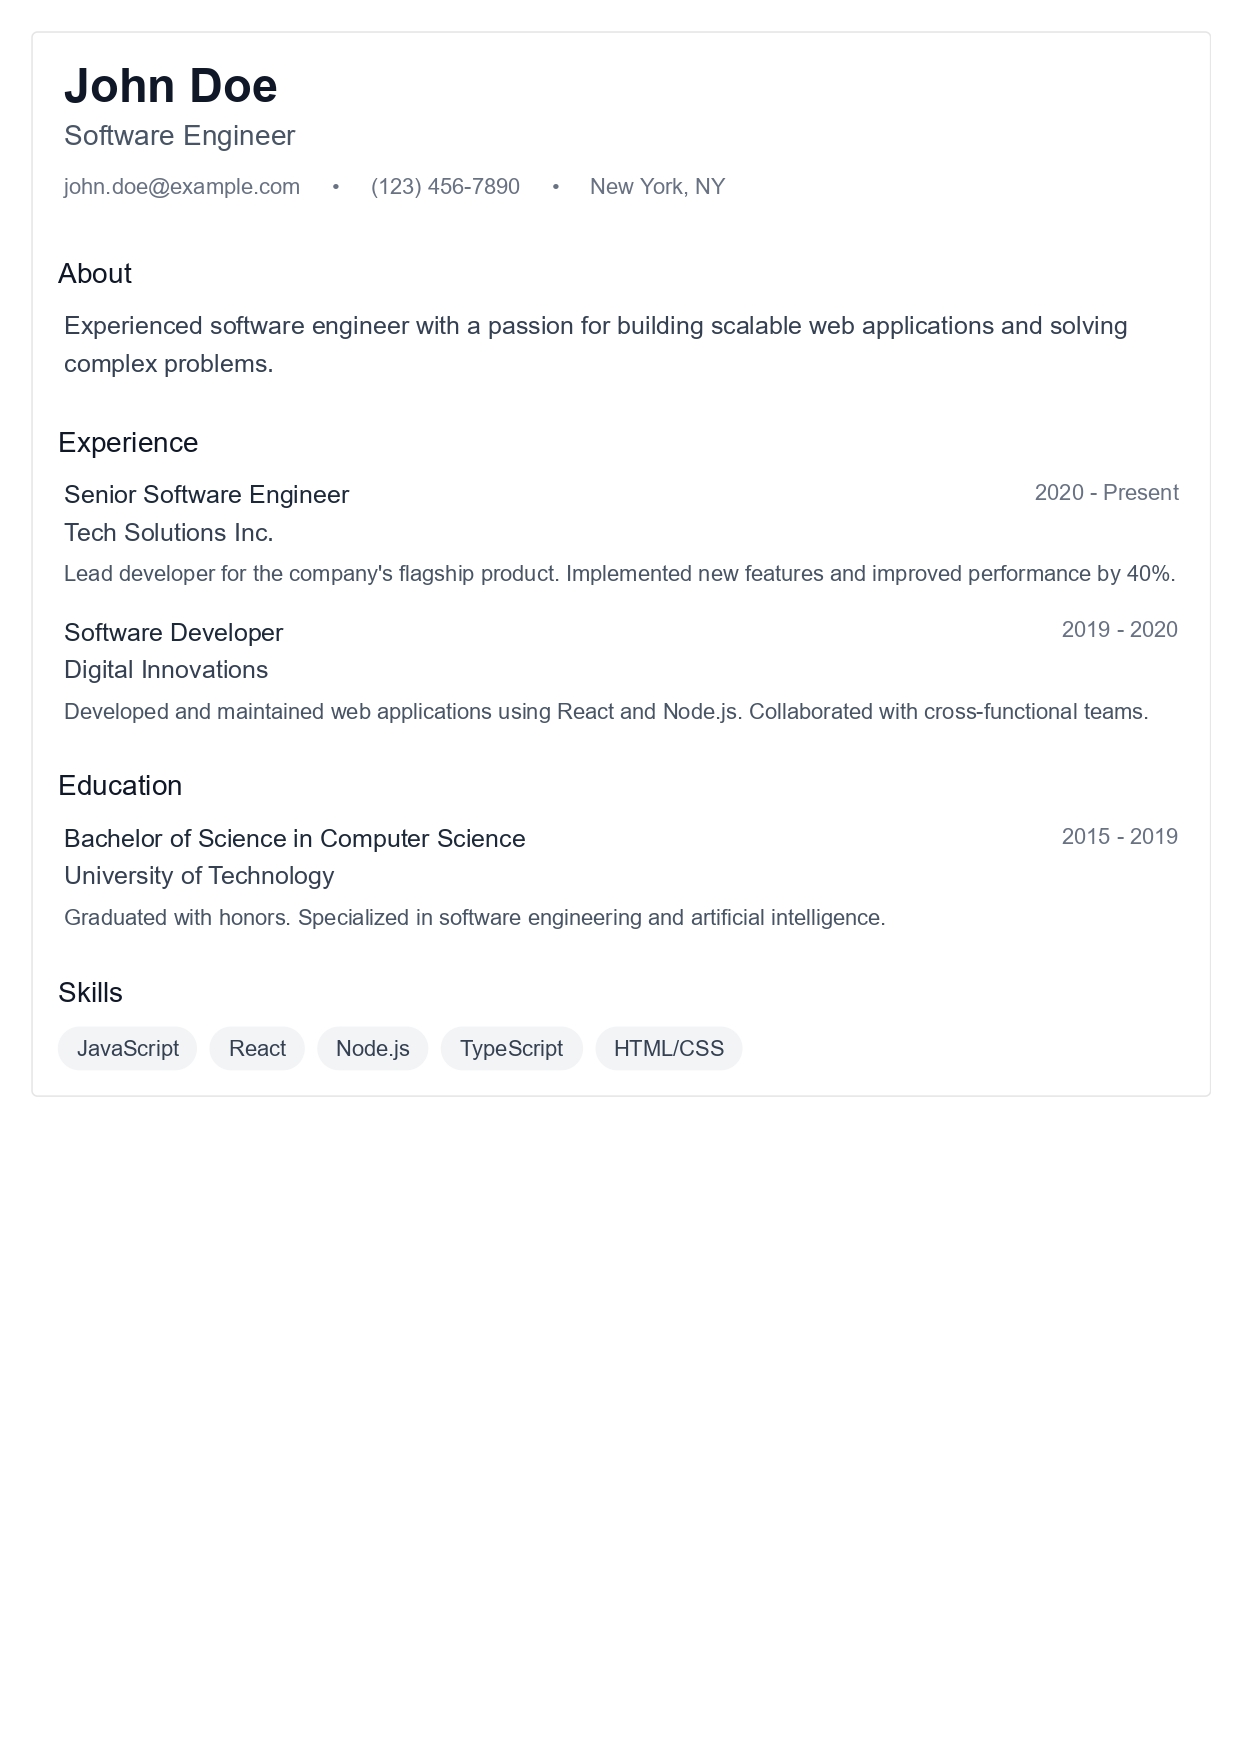 John Doe
Software Engineer
john.doe@example.com • (123) 456-7890 • New York, NY
About
Experienced software engineer with a passion for building scalable web applications and solving
complex problems.
Experience
Senior Software Engineer 2020 - Present
Tech Solutions Inc.
Lead developer for the company's flagship product. Implemented new features and improved performance by 40%.
Software Developer 2019 - 2020
Digital Innovations
Developed and maintained web applications using React and Node.js. Collaborated with cross-functional teams.
Education
Bachelor of Science in Computer Science 2015 - 2019
University of Technology
Graduated with honors. Specialized in software engineering and artificial intelligence.
Skills
JavaScript React Node.js TypeScript HTML/CSS